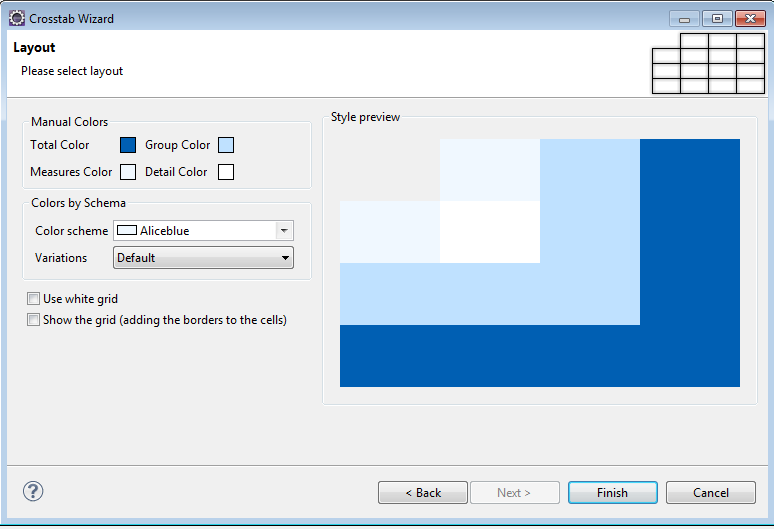 Crosstab Wizard
Layout
Please select layout
Manual Colors
Total Color Group Color
Measures Color Detail Color
Colors by Schema
Color scheme Aliceblue
Variations Default
Use white grid
Show the grid (adding the borders to the cells)
Style preview
?
< Back Next > Finish Cancel